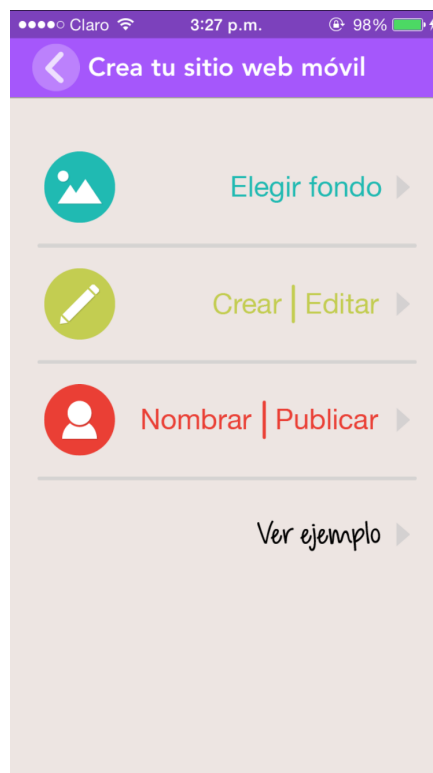 Claro 3:27 p.m. 98%
Crea tu sitio web móvil
Elegir fondo
Crear | Editar
Nombrar | Publicar
Ver ejemplo